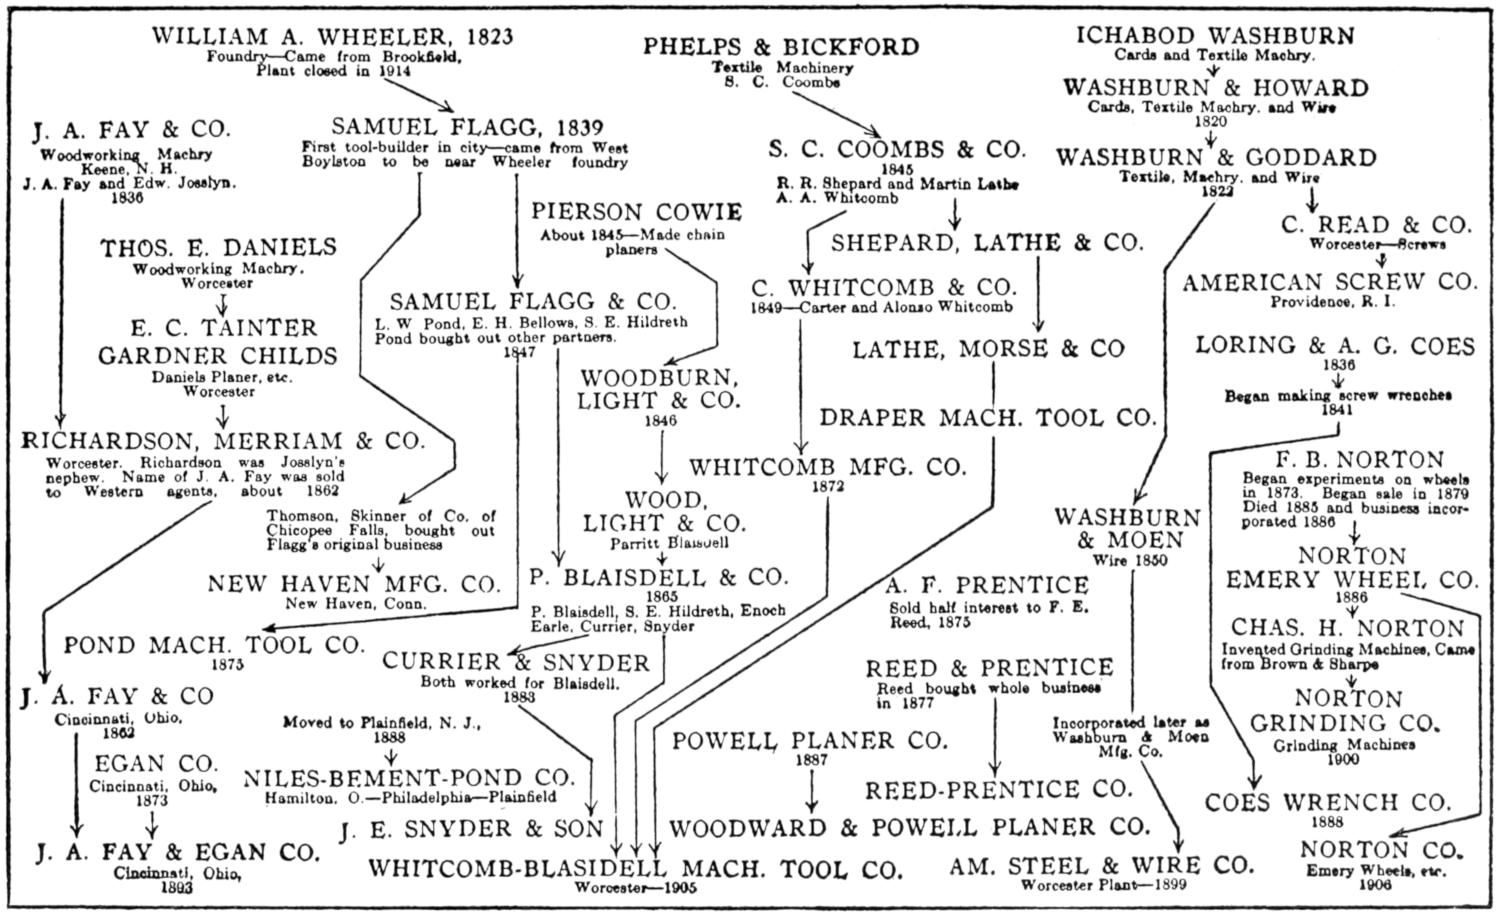 WILLIAM A. WHEELER, 1823
Foundry—Came from Brookfield,
Plant closed in 1914
PHELPS & BICKFORD
Textile Machinery
S. C. Coombs
ICHABOD WASHBURN
Cards and Textile Machry.
WASHBURN & HOWARD
Cards, Textile Machry. and Wire
1820
WASHBURN & GODDARD
Textile, Machry. and Wire
1822
J. A. FAY & CO.
Woodworking Machry
Keene, N. H.
J. A. Fay and Edw. Josslyn.
1836
SAMUEL FLAGG, 1839
First tool-builder in city—came from West
Boylston to be near Wheeler foundry
S. C. COOMBS & CO.
1845
R. R. Shepard and Martin Lathe
A. A. Whitcomb
PIERSON COWIE
About 1845—Made chain
planers
SHEPARD, LATHE & CO.
C. READ & CO.
Worcester—Screws
THOS. E. DANIELS
Woodworking Machry.
Worcester
AMERICAN SCREW CO.
Providence, R. I.
SAMUEL FLAGG & CO.
L. W Pond, E. H. Bellows, S. E. Hildreth
Pond bought out other partners.
1847
C. WHITCOMB & CO.
1849—Carter and Alonso Whitcomb
E. C. TAINTER
GARDNER CHILDS
Daniels Planer, etc.
Worcester
LATHE, MORSE & CO
LORING & A. G. COES
1836
Began making screw wrenches
1841
WOODBURN,
LIGHT & CO.
1846
DRAPER MACH. TOOL CO.
RICHARDSON, MERRIAM & CO.
Worcester. Richardson was Josslyn's
nephew. Name of J. A. Fay was sold
to Western agents, about 1862
WHITCOMB MFG. CO.
1872
F. B. NORTON
Began experiments on wheels
in 1873. Began sale in 1879
Died 1885 and business incor-
porated 1886
Thomson, Skinner of Co. of
Chicopee Falls, bought out
Flagg's original business
WOOD,
LIGHT & CO.
Parritt Blaisdell
WASHBURN
& MOEN
Wire 1850
NEW HAVEN MFG. CO.
New Haven, Conn.
P. BLAISDELL & CO.
1865
P. Blaisdell, S. E. Hildreth, Enoch
Earle, Currier, Snyder
A. F. PRENTICE
Sold half interest to F. E.
Reed, 1875
NORTON
EMERY WHEEL CO.
1886
CHAS. H. NORTON
Invented Grinding Machines, Came
from Brown & Sharpe
POND MACH. TOOL CO.
1875
CURRIER & SNYDER
Both worked for Blaisdell.
1883
REED & PRENTICE
Reed bought whole business
in 1877
J. A. FAY & CO
Cincinnati, Ohio,
1862
NORTON
GRINDING CO.
Grinding Machines
1900
Moved to Plainfield, N. J.,
1888
POWELL PLANER CO.
1887
Incorporated later as
Washburn & Moen
Mfg. Co.
EGAN CO.
Cincinnati, Ohio,
1873
NILES-BEMENT-POND CO.
Hamilton, O.—Philadelphia—Plainfield
REED-PRENTICE CO.
COES WRENCH CO.
1888
J. E. SNYDER & SON
WOODWARD & POWELL PLANER CO.
J. A. FAY & EGAN CO.
Cincinnati, Ohio,
1893
WHITCOMB-BLASIDELL MACH. TOOL CO.
Worcester—1905
AM. STEEL & WIRE CO.
Worcester Plant—1899
NORTON CO.
Emery Wheels, etc.
1906